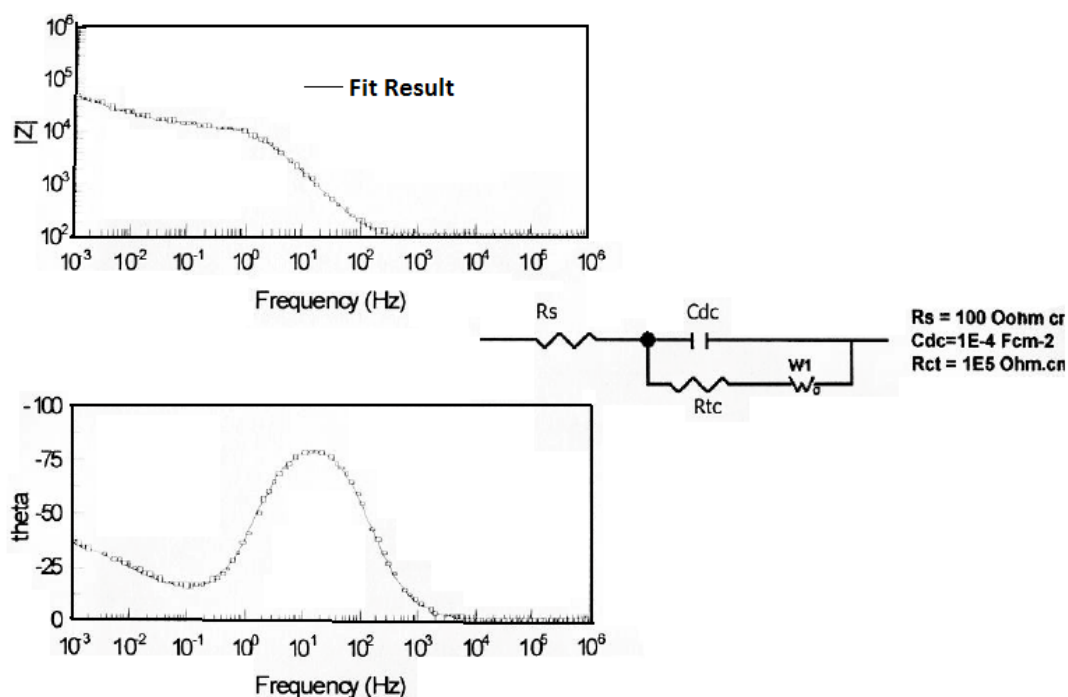 10⁶
10⁵
10⁴
10³
10²
|Z|
Fit Result
10⁻³ 10⁻² 10⁻¹ 10⁰ 10¹ 10² 10³ 10⁴ 10⁵ 10⁶
Frequency (Hz)
Rs
Cdc
W1
o
Rtc
Rs = 100 Oohm cr
Cdc=1E-4 Fcm-2
Rct = 1E5 Ohm.cn
-100
-75
-50
-25
0
theta
10⁻³ 10⁻² 10⁻¹ 10⁰ 10¹ 10² 10³ 10⁴ 10⁵ 10⁶
Frequency (Hz)